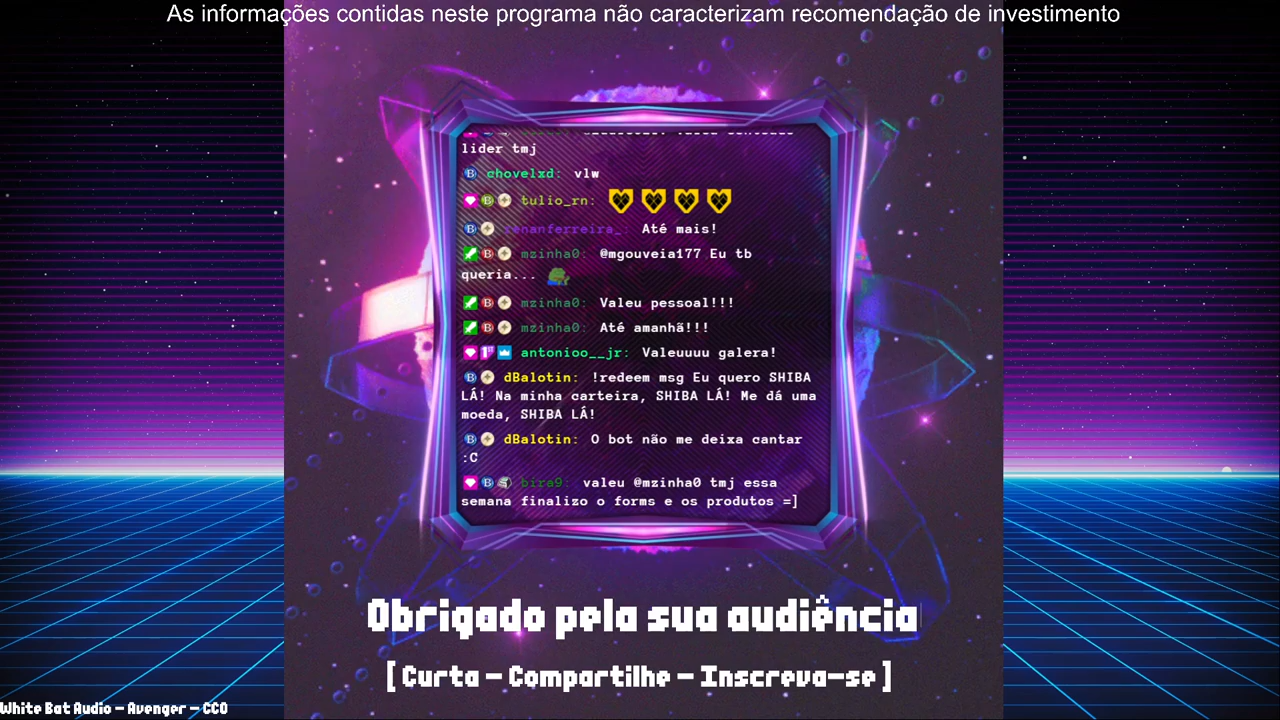 As informações contidas neste programa não caracterizam recomendação de investimento
lider tmj
chovelxd: vlw
tulio_rn:
renanferreira_: Até mais!
mzinha0: @mgouveia177 Eu tb
queria...
mzinha0: Valeu pessoal!!!
mzinha0: Até amanhã!!!
antonioo__jr: Valeuuuu galera!
dBalotin: !redeem msg Eu quero SHIBA
LÁ! Na minha carteira, SHIBA LÁ! Me dá uma
moeda, SHIBA LÁ!
dBalotin: O bot não me deixa cantar
:C
bira9: valeu @mzinha0 tmj essa
semana finalizo o forms e os produtos =]
Obrigado pela sua audiência
[ Curta - Compartilhe - Inscreva-se ]
White Bat Audio - Avenger - CC0